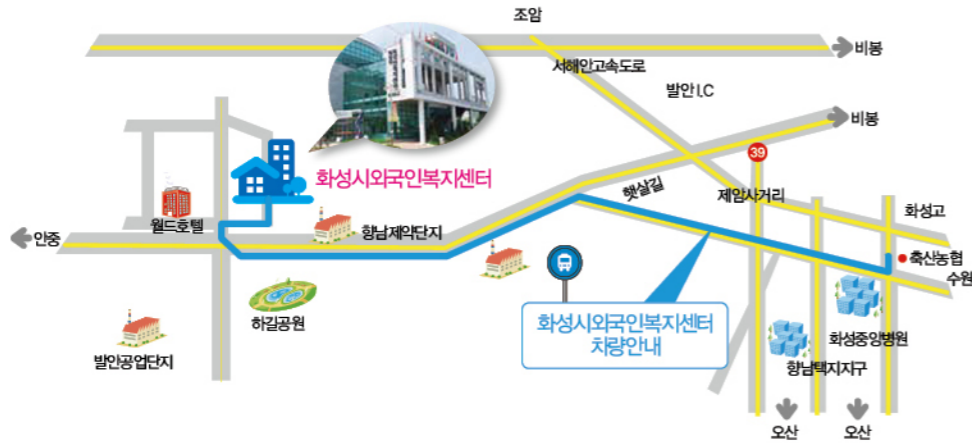 조암
비봉
서해안고속도로
발안 I.C
비봉
39
햇살길
제암사거리
화성고
화성시외국인복지센터
월드호텔
향남제약단지
안중
축산농협
수원
하길공원
화성시외국인복지센터
차량안내
화성중앙병원
발안공업단지
향남택지지구
오산
오산